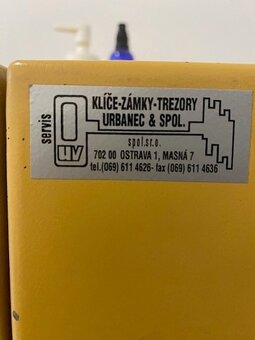 servis
UV
KLÍČE-ZÁMKY-TREZORY
URBANEC & SPOL.
spol.s r.o.
702 00 OSTRAVA 1, MASNÁ 7
tel.(069) 611 4626- fax (069) 611 4636